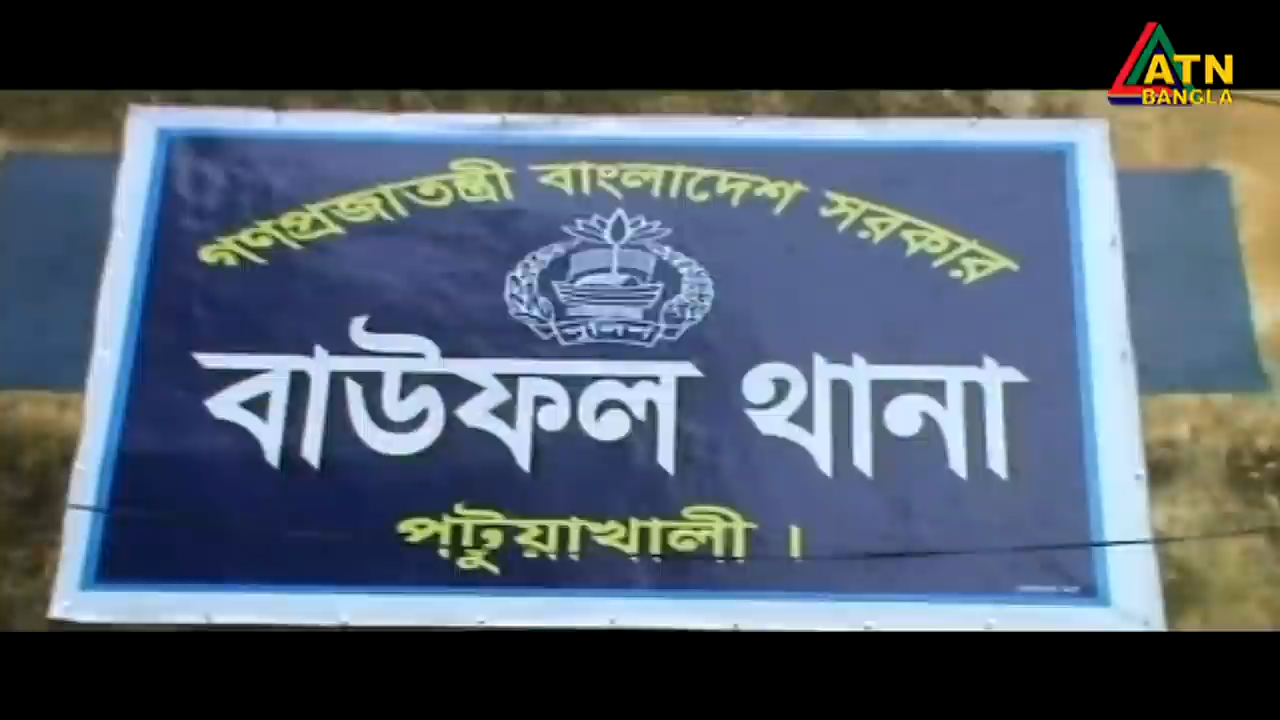 ATN
BANGLA
গণপ্রজাতন্ত্রী বাংলাদেশ সরকার
পুলিশ
বাউফল থানা
পটুয়াখালী ।